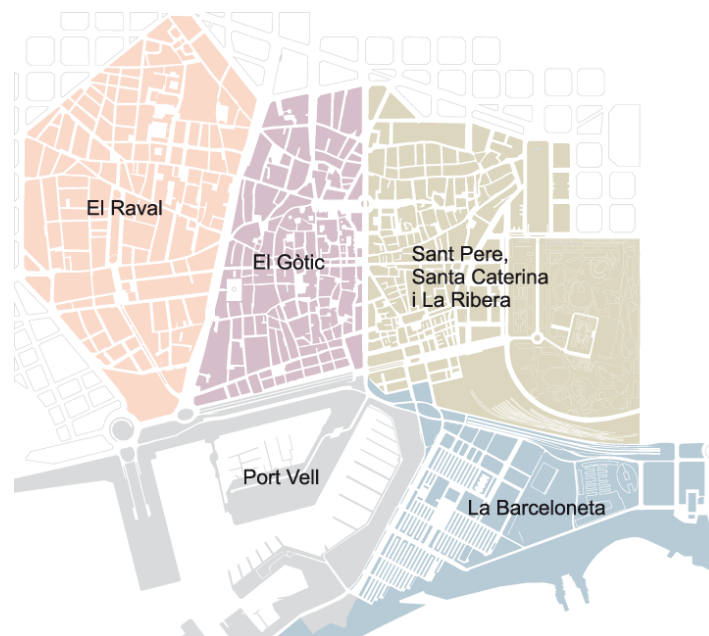 El Raval
El Gòtic
Sant Pere,
Santa Caterina
i La Ribera
Port Vell
La Barceloneta